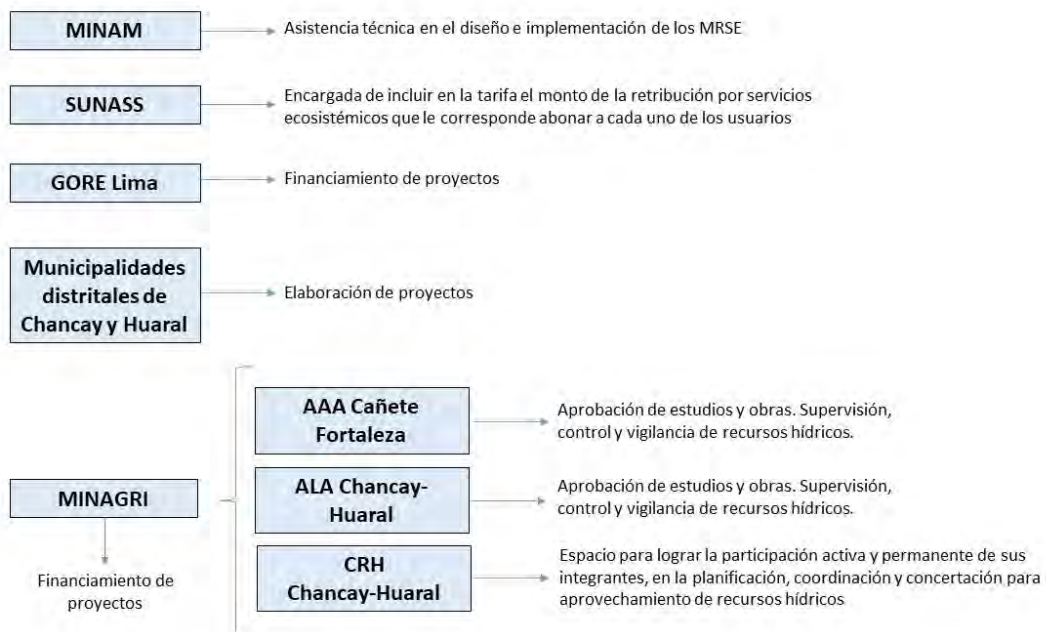 MINAM
Asistencia técnica en el diseño e implementación de los MRSE
SUNASS
Encargada de incluir en la tarifa el monto de la retribución por servicios
ecosistémicos que le corresponde abonar a cada uno de los usuarios
GORE Lima
Financiamiento de proyectos
Municipalidades
distritales de
Chancay y Huaral
Elaboración de proyectos
MINAGRI
Financiamiento de
proyectos
AAA Cañete
Fortaleza
Aprobación de estudios y obras. Supervisión,
control y vigilancia de recursos hídricos.
ALA Chancay-
Huaral
Aprobación de estudios y obras. Supervisión,
control y vigilancia de recursos hídricos.
CRH
Chancay-Huaral
Espacio para lograr la participación activa y permanente de sus
integrantes, en la planificación, coordinación y concertación para
aprovechamiento de recursos hídricos